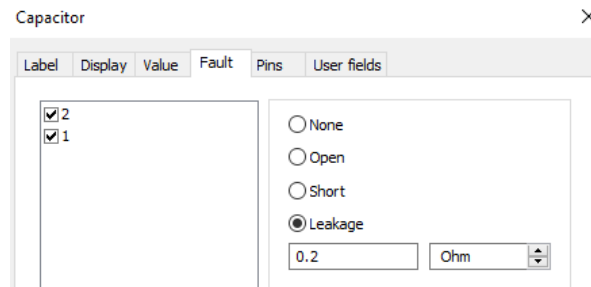 Capacitor
Label Display Value Fault Pins User fields
2
1
None
Open
Short
Leakage
0.2 Ohm